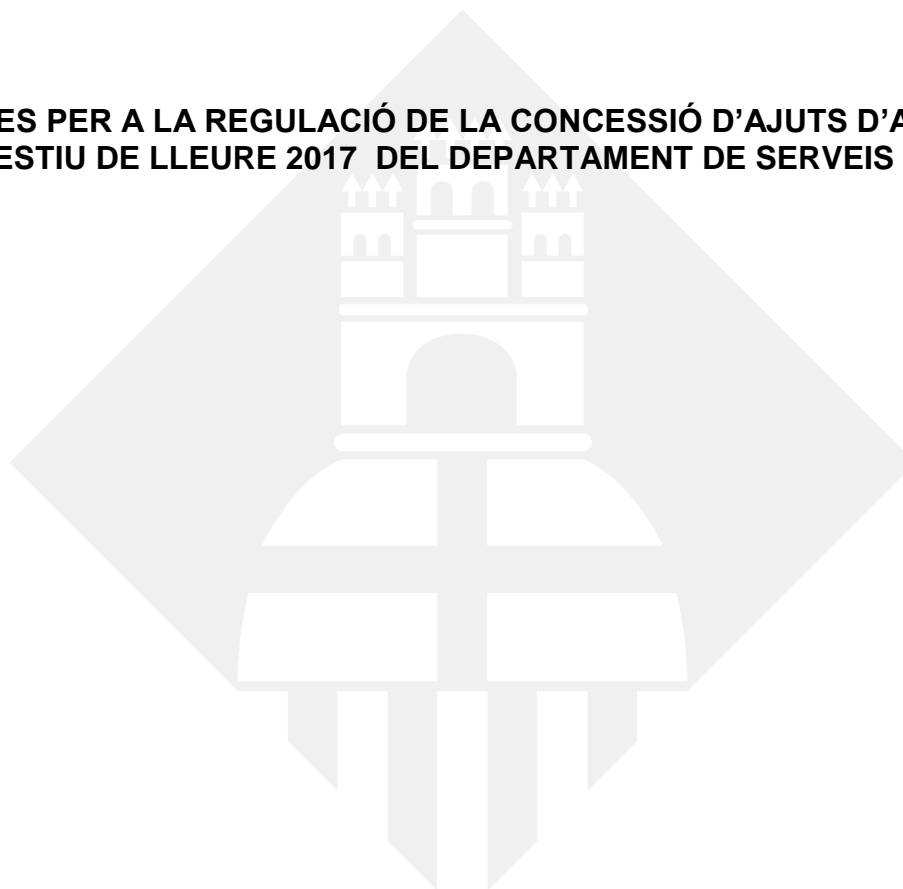 ES PER A LA REGULACIÓ DE LA CONCESSIÓ D'AJUTS D'A
ESTIU DE LLEURE 2017 DEL DEPARTAMENT DE SERVEIS